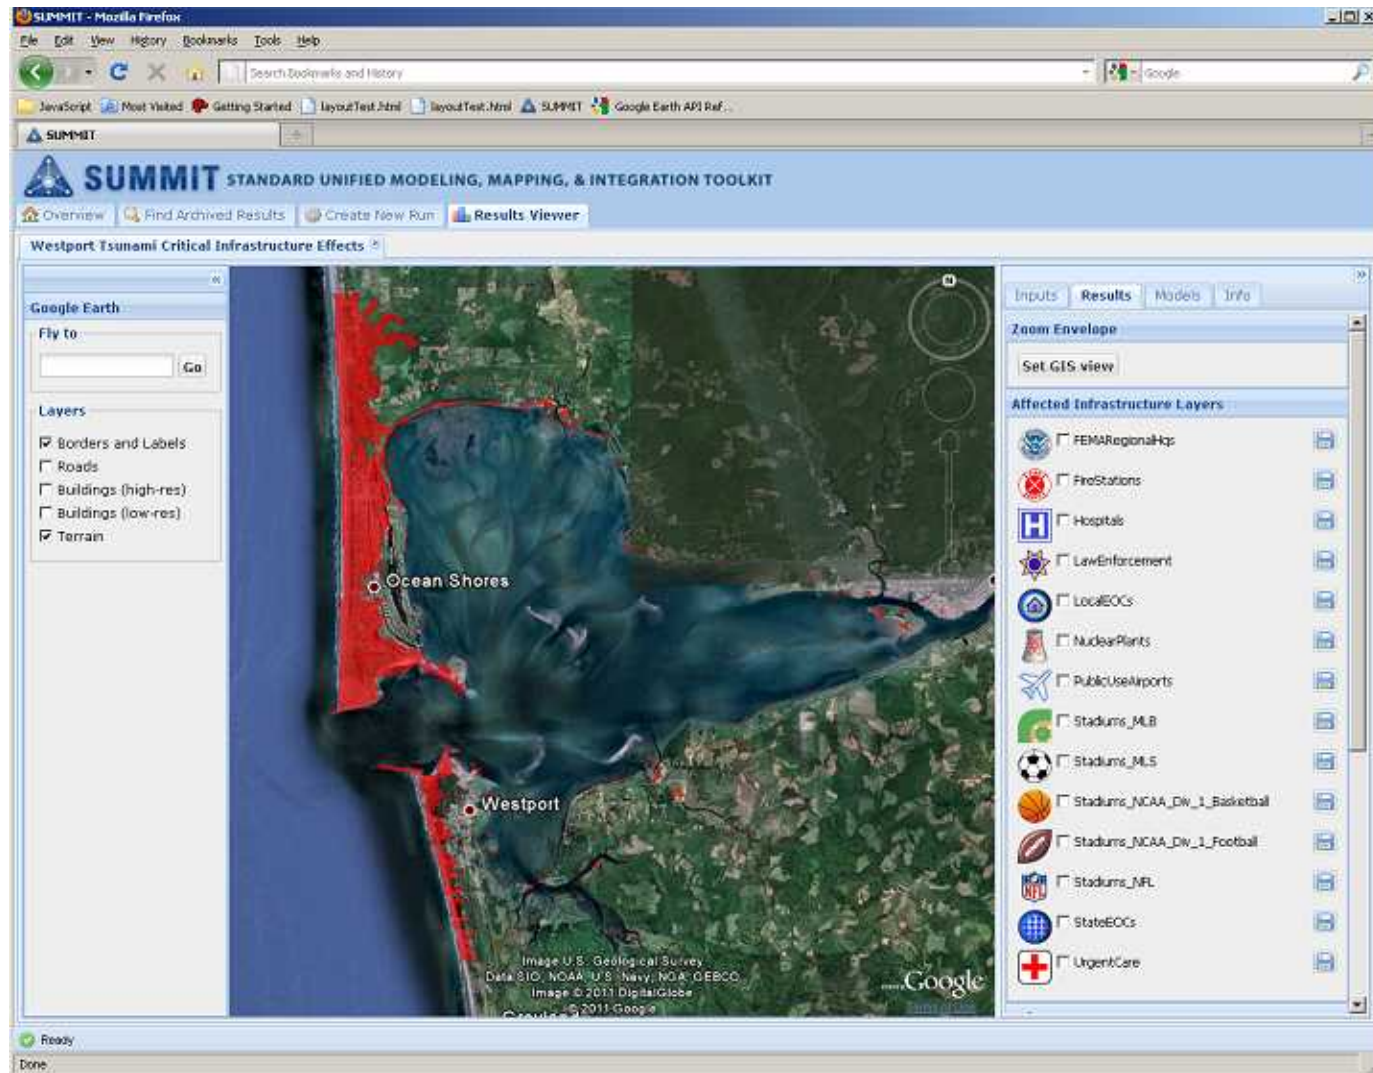 SUMMIT - Mozilla Firefox
File Edit View History Bookmarks Tools Help
Search Bookmarks and History
Google
JavaScript Most Visited Getting Started layoutTest.html layoutTest.html SUMMIT Google Earth API Ref...
SUMMIT
SUMMIT STANDARD UNIFIED MODELING, MAPPING, & INTEGRATION TOOLKIT
Overview Find Archived Results Create New Run Results Viewer
Westport Tsunami Critical Infrastructure Effects
Google Earth
Fly to
Go
Layers
Borders and Labels
Roads
Buildings (high-res)
Buildings (low-res)
Terrain
N
Ocean Shores
Westport
Image U.S. Geological Survey
Data SIO, NOAA, U.S. Navy, NGA, GEBCO
Image © 2011 DigitalGlobe
© 2011 Google
Google
Inputs Results Models Info
Zoom Envelope
Set GIS view
Affected Infrastructure Layers
FEMARegionalHqs
FireStations
H Hospitals
LawEnforcement
LocalEOCs
NuclearPlants
PublicUseAirports
Stadiums_MLB
Stadiums_MLS
Stadiums_NCAA_Div_1_Basketball
Stadiums_NCAA_Div_1_Football
NFL Stadiums_NFL
StateEOCs
UrgentCare
Ready
Done